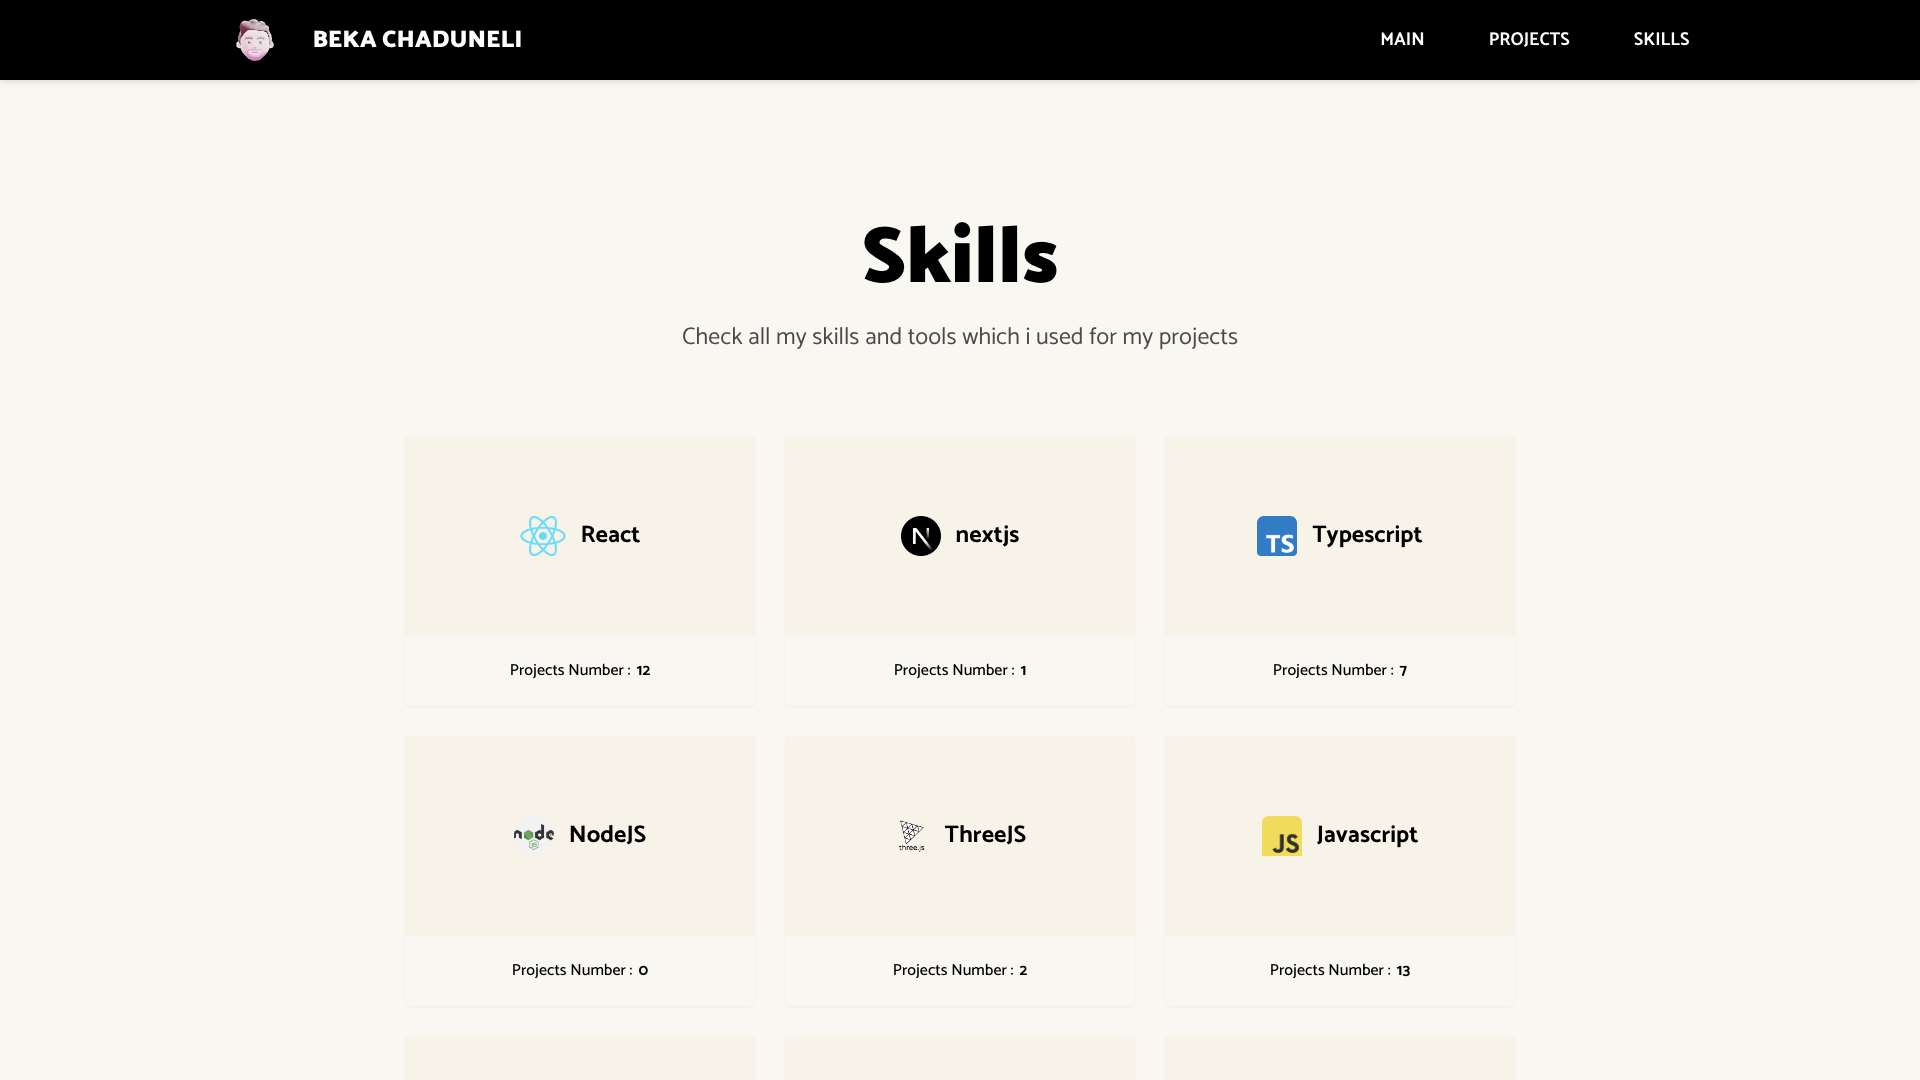 BEKA CHADUNELI
MAIN
PROJECTS
SKILLS
Skills
Check all my skills and tools which i used for my projects
React
nextjs
TS
Typescript
Projects Number : 12
Projects Number : 1
Projects Number : 7
node
JS
NodeJS
three.js
ThreeJS
JS
Javascript
Projects Number : 0
Projects Number : 2
Projects Number : 13